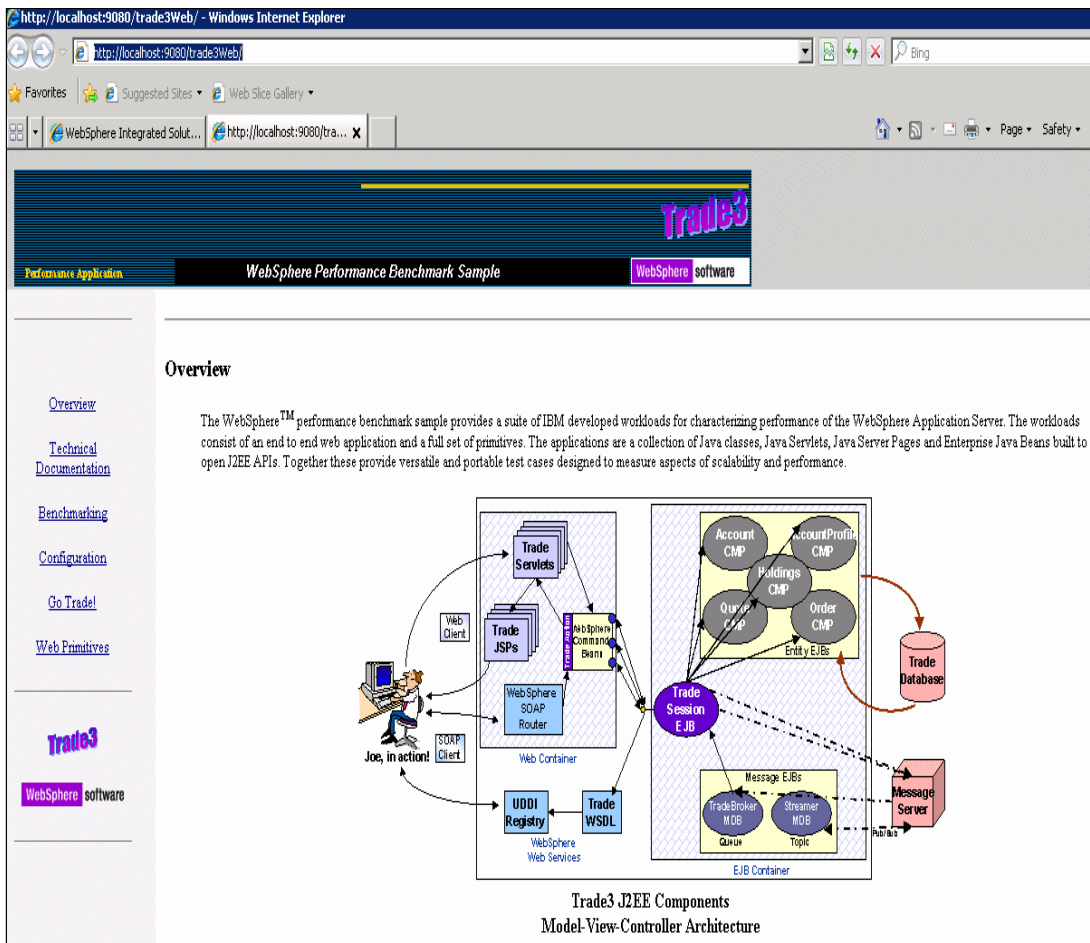 http://localhost:9080/trade3Web/ - Windows Internet Explorer
http://localhost:9080/trade3Web/
Bing
Favorites
Suggested Sites
Web Slice Gallery
WebSphere Integrated Solut...
http://localhost:9080/tra...
Page
Safety
Trade3
Performance Application
WebSphere Performance Benchmark Sample
WebSphere software
Overview
Technical
Documentation
Benchmarking
Configuration
Go Trade!
Web Primitives
Trade3
WebSphere software
Overview
The WebSphere™ performance benchmark sample provides a suite of IBM developed workloads for characterizing performance of the WebSphere Application Server. The workloads
consist of an end to end web application and a full set of primitives. The applications are a collection of Java classes, Java Servlets, Java Server Pages and Enterprise Java Beans built to
open J2EE APIs. Together these provide versatile and portable test cases designed to measure aspects of scalability and performance.
Trade
Servlets
Web
Client
Trade
JSPs
Trade Action
WebSphere
Command
Beans
WebSphere
SOAP
Router
Joe, in action!
SOAP
Client
Web Container
UDDI
Registry
Trade
WSDL
WebSphere
Web Services
Account
CMP
AccountProfile
CMP
Holdings
CMP
Quote
CMP
Order
CMP
Entity EJBs
Trade
Session
EJB
Trade
Database
Message EJBs
TradeBroker
MDB
Streamer
MDB
Queue
Topic
Message
Server
Pub/Sub
EJB Container
Trade3 J2EE Components
Model-View-Controller Architecture